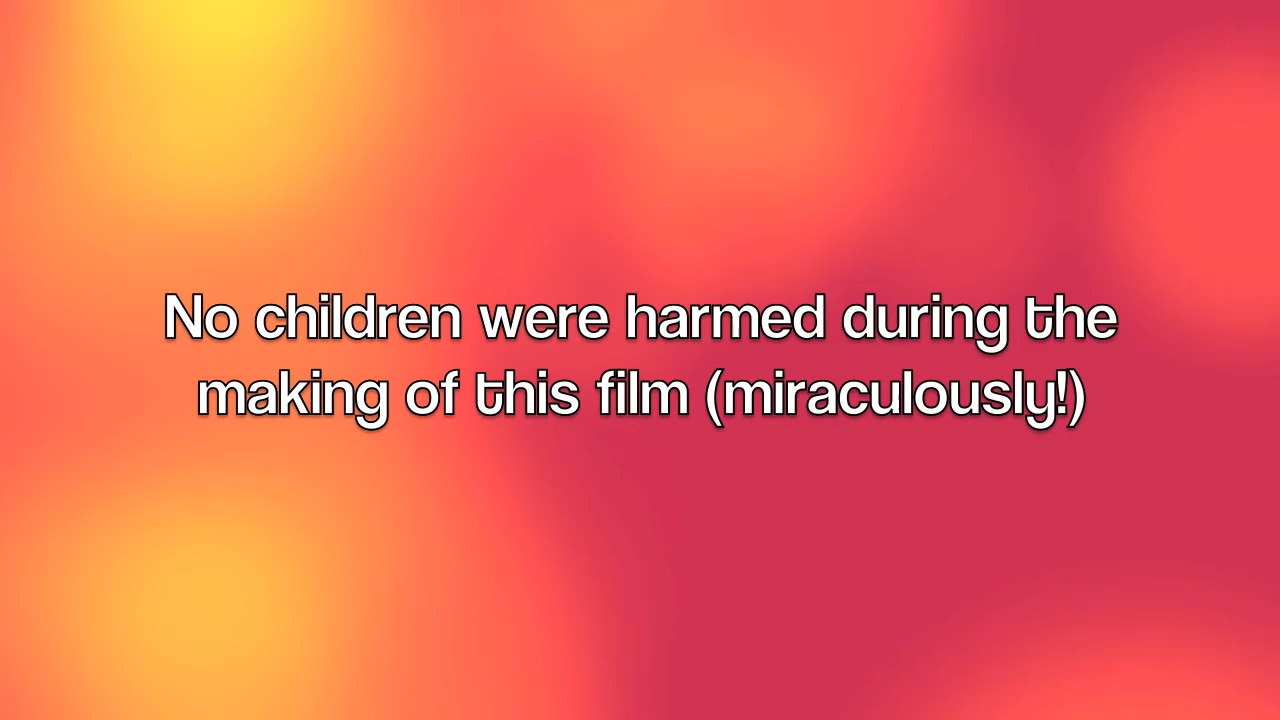 No children were harmed during the
making of this film (miraculously!)